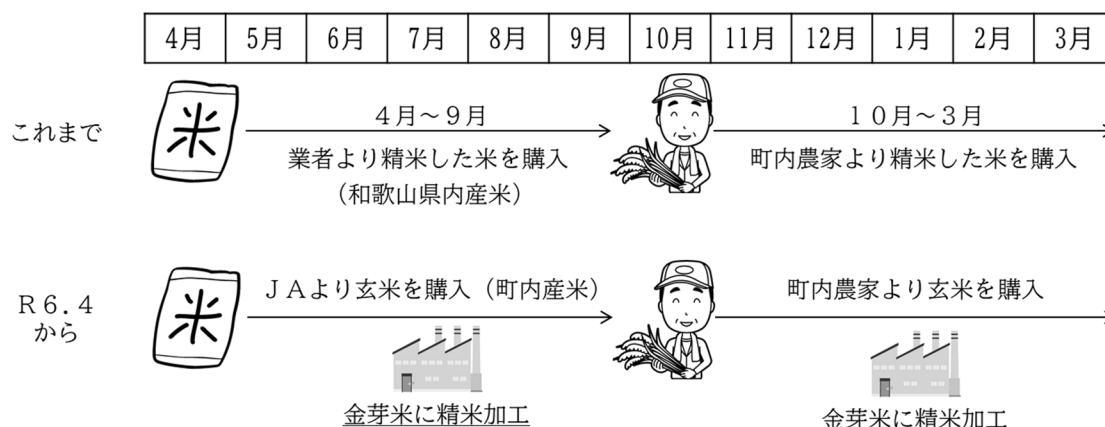 4月 5月 6月 7月 8月 9月 10月 11月 12月 1月 2月 3月
これまで
米
４月～９月
業者より精米した米を購入
（和歌山県内産米）
１０月～３月
町内農家より精米した米を購入
Ｒ６.４
から
米
ＪＡより玄米を購入（町内産米）
金芽米に精米加工
町内農家より玄米を購入
金芽米に精米加工